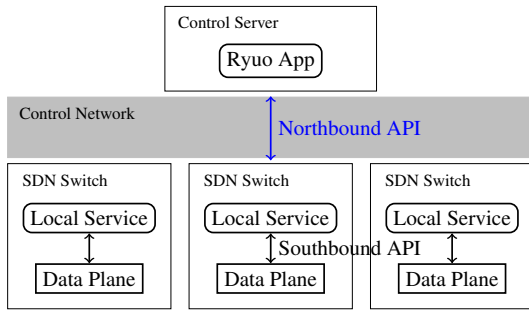 Control Server
Ryuo App
Control Network
Northbound API
SDN Switch
SDN Switch
SDN Switch
Local Service
Local Service
Local Service
Southbound API
Data Plane
Data Plane
Data Plane